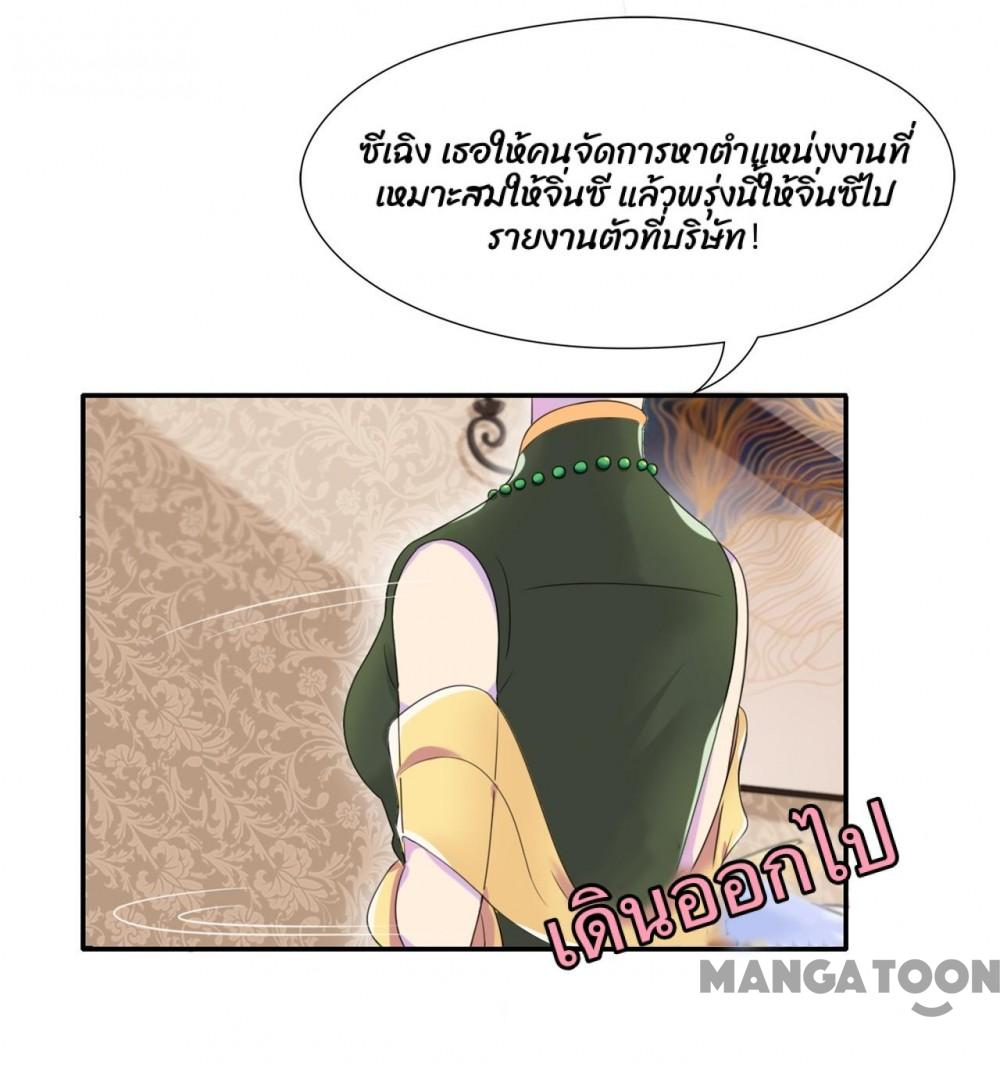 ซีเฉิง เธอให้คนจัดการหาตำแหน่งงานที่
เหมาะสมให้จิ่นซี แล้วพรุ่งนี้ให้จิ่นซีไป
รายงานตัวที่บริษัท!
เดินออกไป
MANGATOON